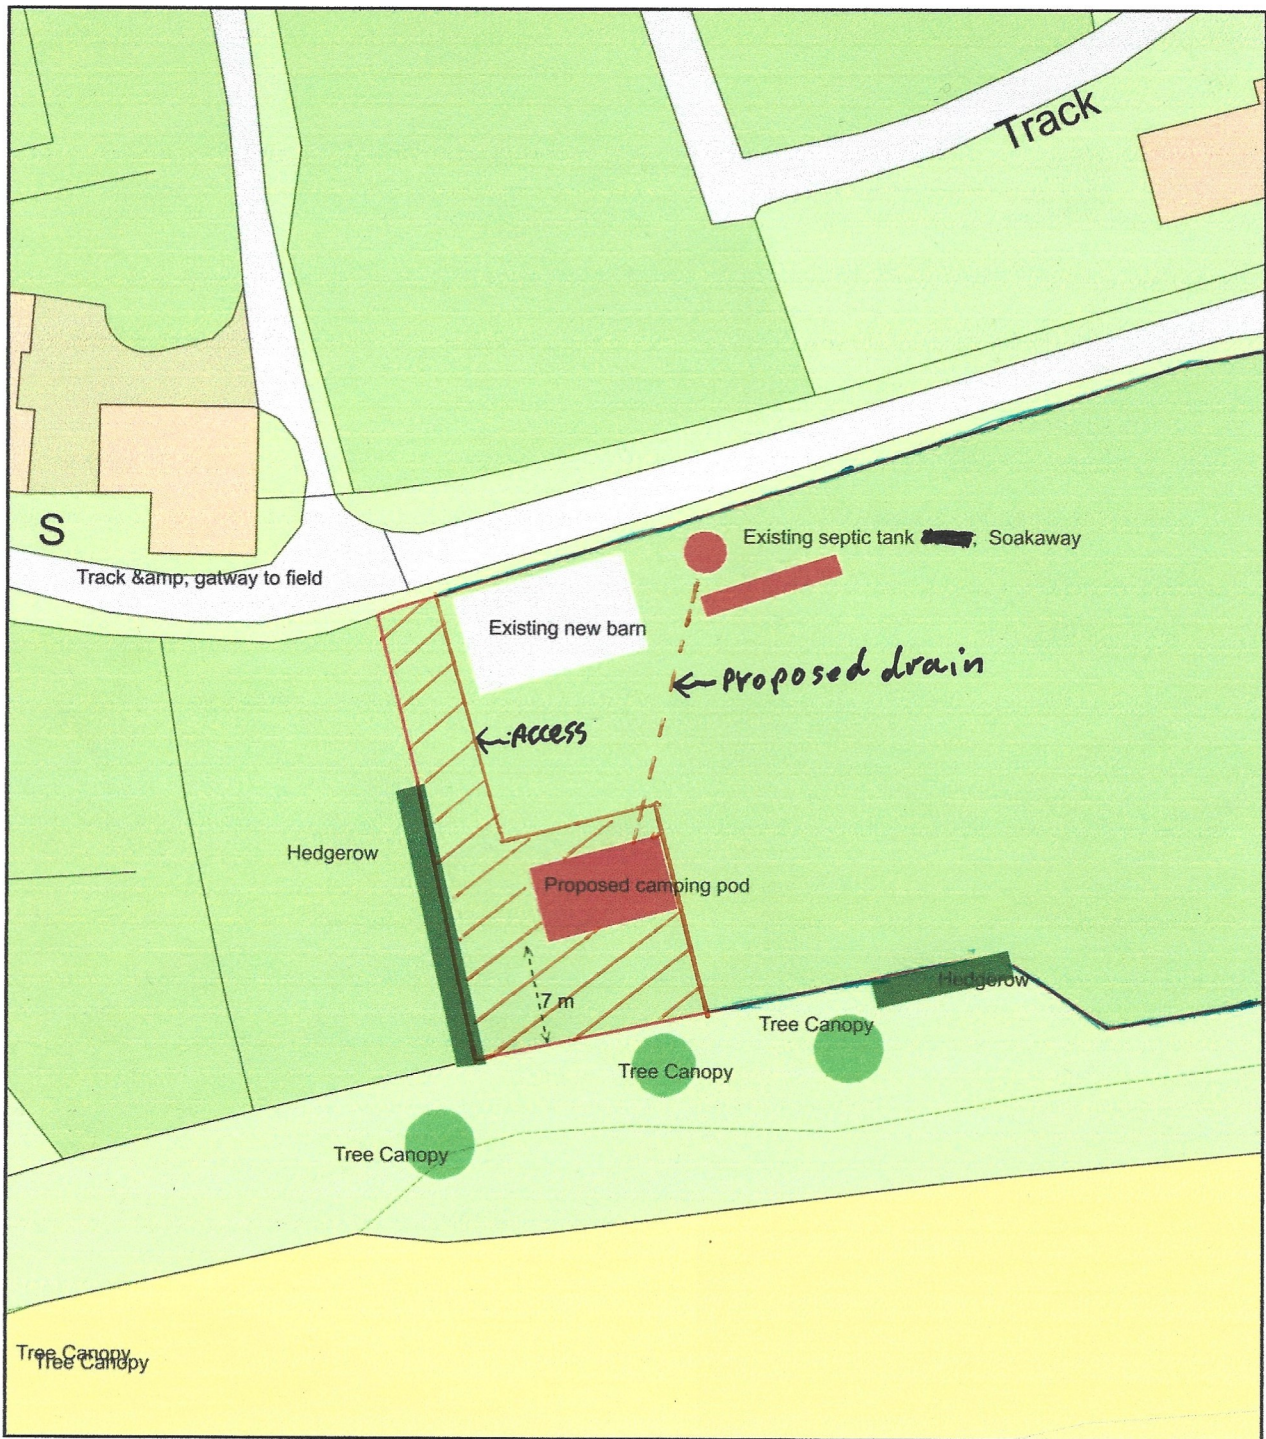 Track
S
Existing septic tank , Soakaway
Track &amp; gatway to field
Existing new barn
←Proposed drain
←Access
Hedgerow
Proposed camping pod
Hedgerow
7 m
Tree Canopy
Tree Canopy
Tree Canopy
Tree Canopy
Tree Canopy